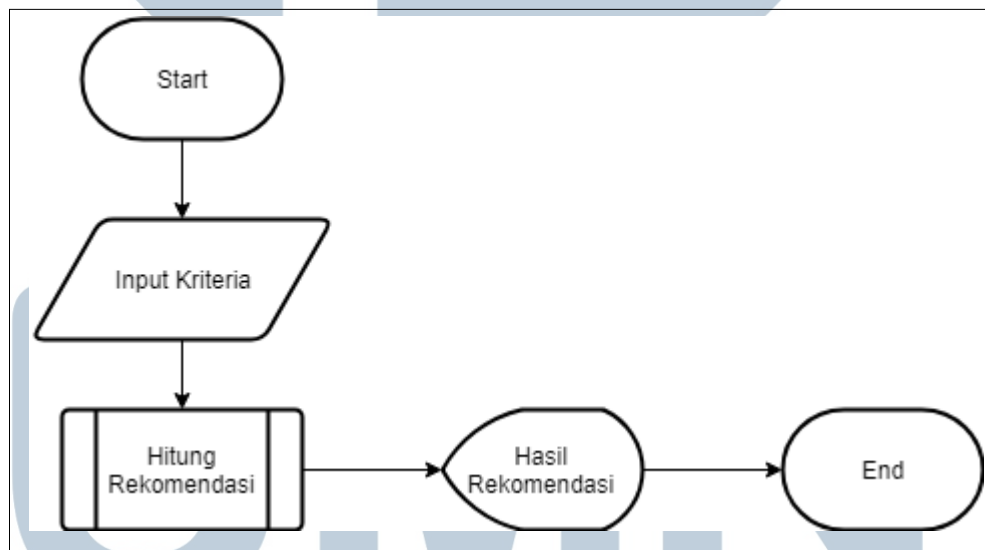 Start
Input Kriteria
Hitung
Rekomendasi
Hasil
Rekomendasi
End